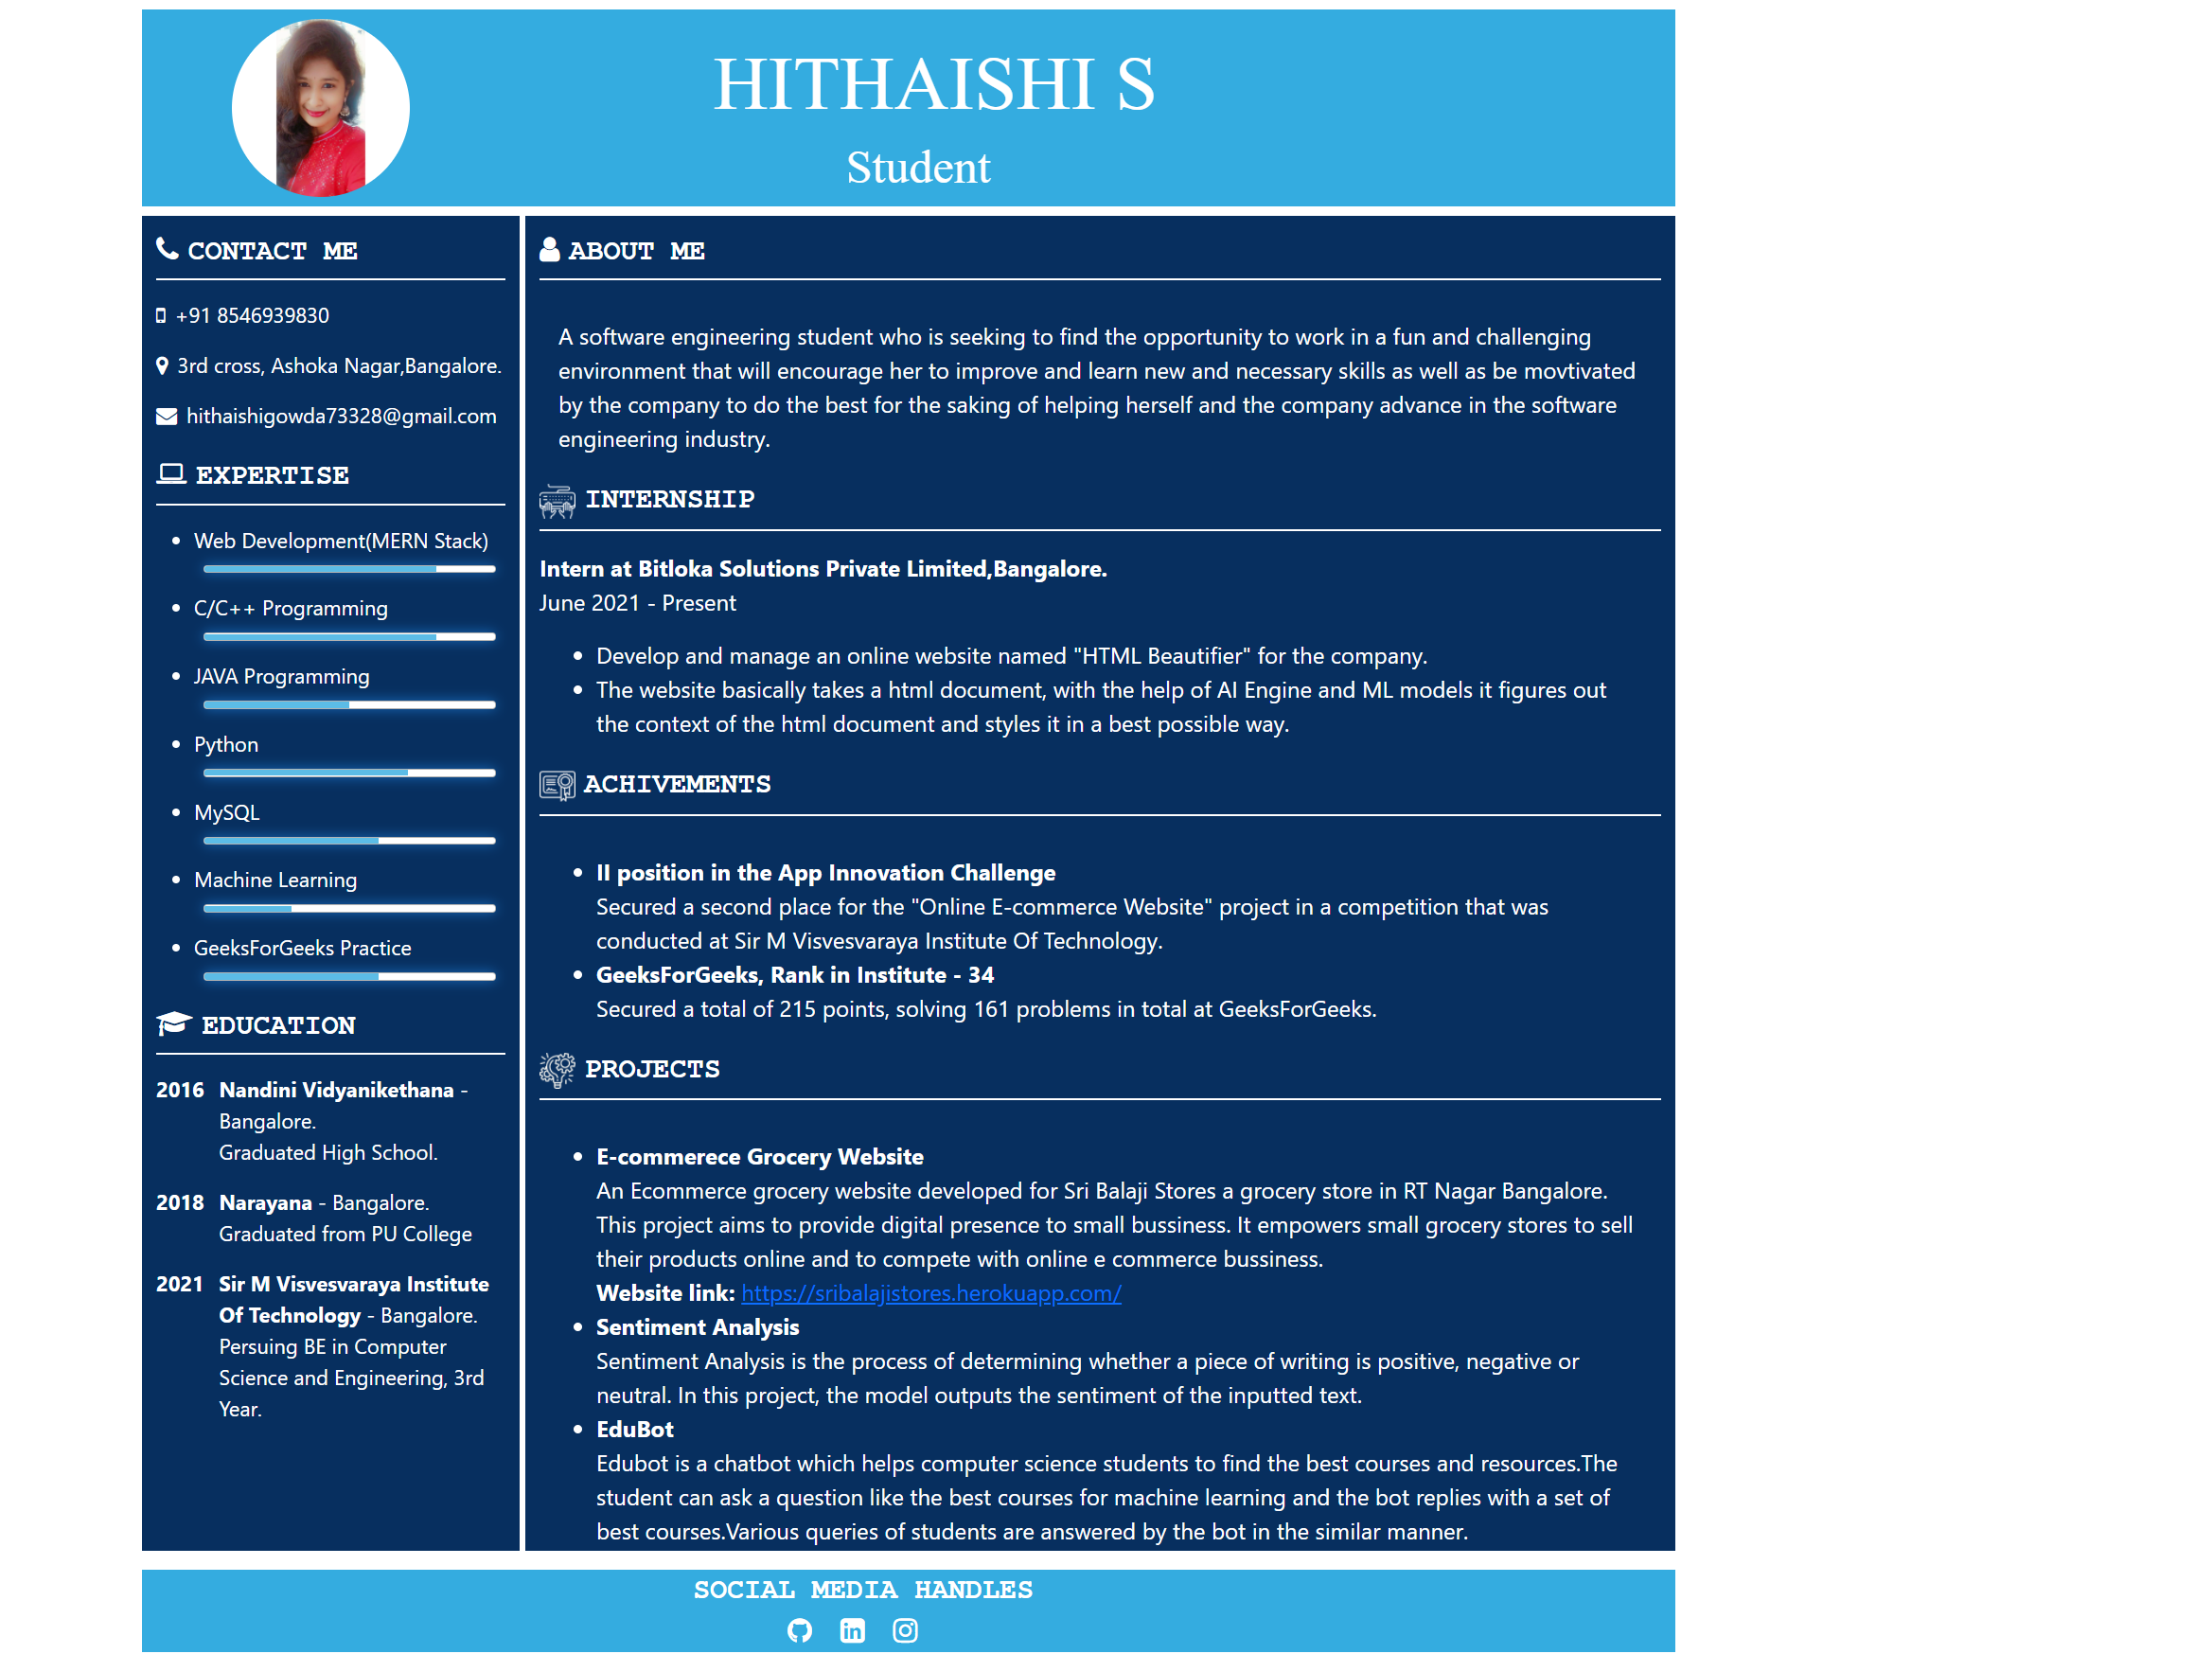 HITHAISHI S
Student
CONTACT ME
+91 8546939830
3rd cross, Ashoka Nagar,Bangalore.
hithaishigowda73328@gmail.com
EXPERTISE
Web Development(MERN Stack)
C/C++ Programming
JAVA Programming
Python
MySQL
Machine Learning
GeeksForGeeks Practice
EDUCATION
2016 Nandini Vidyanikethana -
Bangalore.
Graduated High School.
2018 Narayana - Bangalore.
Graduated from PU College
2021 Sir M Visvesvaraya Institute
Of Technology - Bangalore.
Persuing BE in Computer
Science and Engineering, 3rd
Year.
ABOUT ME
A software engineering student who is seeking to find the opportunity to work in a fun and challenging
environment that will encourage her to improve and learn new and necessary skills as well as be movtivated
by the company to do the best for the saking of helping herself and the company advance in the software
engineering industry.
INTERNSHIP
Intern at Bitloka Solutions Private Limited,Bangalore.
June 2021 - Present
Develop and manage an online website named "HTML Beautifier" for the company.
The website basically takes a html document, with the help of AI Engine and ML models it figures out
the context of the html document and styles it in a best possible way.
ACHIVEMENTS
II position in the App Innovation Challenge
Secured a second place for the "Online E-commerce Website" project in a competition that was
conducted at Sir M Visvesvaraya Institute Of Technology.
GeeksForGeeks, Rank in Institute - 34
Secured a total of 215 points, solving 161 problems in total at GeeksForGeeks.
PROJECTS
E-commerece Grocery Website
An Ecommerce grocery website developed for Sri Balaji Stores a grocery store in RT Nagar Bangalore.
This project aims to provide digital presence to small bussiness. It empowers small grocery stores to sell
their products online and to compete with online e commerce bussiness.
Website link: https://sribalajistores.herokuapp.com/
Sentiment Analysis
Sentiment Analysis is the process of determining whether a piece of writing is positive, negative or
neutral. In this project, the model outputs the sentiment of the inputted text.
EduBot
Edubot is a chatbot which helps computer science students to find the best courses and resources.The
student can ask a question like the best courses for machine learning and the bot replies with a set of
best courses.Various queries of students are answered by the bot in the similar manner.
SOCIAL MEDIA HANDLES